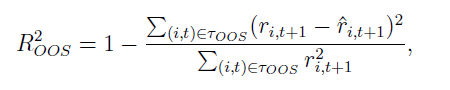 $R^2_{OOS} = 1 - \frac{\sum_{(i,t)\in\tau_{OOS}} (r_{i,t+1} - \hat{r}_{i,t+1})^2}{\sum_{(i,t)\in\tau_{OOS}} r^2_{i,t+1}},$